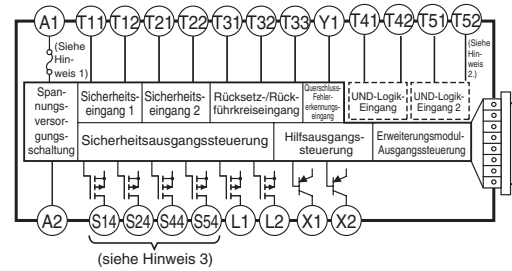 A1 T11 T12 T21 T22 T31 T32 T33 Y1 T41 T42 T51 T52
(Siehe
Hin-
weis 1)
(Siehe
Hin-
weis
2.)
Span-
nungs-
versor-
gungs-
schaltung
Sicherheits-
eingang 1
Sicherheits-
eingang 2
Rücksetz-/Rück-
führkreiseingang
Querschluss-
Fehler-
erkennungs-
eingang
UND-Logik-
Eingang
UND-Logik-
Eingang 2
Sicherheitsausgangssteuerung
Hilfsausgangs-
steuerung
Erweiterungsmodul-
Ausgangssteuerung
A2 S14 S24 S44 S54 L1 L2 X1 X2
(siehe Hinweis 3)